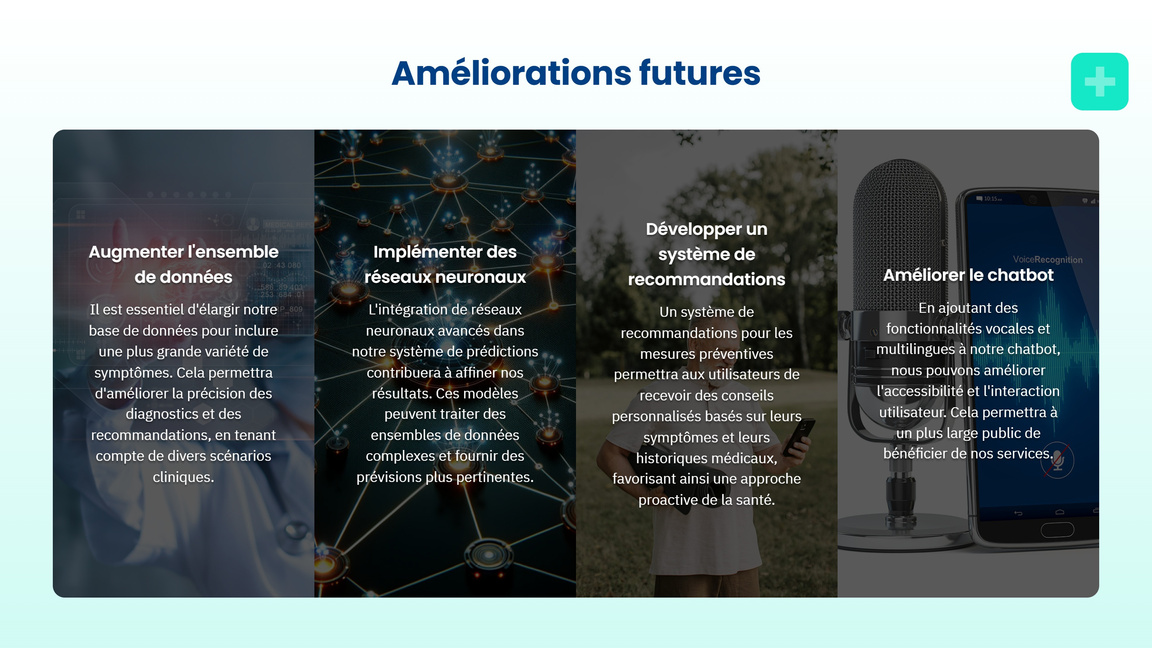 Améliorations futures
Augmenter l'ensemble
de données
Il est essentiel d'élargir notre
base de données pour inclure
une plus grande variété de
symptômes. Cela permettra
d'améliorer la précision des
diagnostics et des
recommandations, en tenant
compte de divers scénarios
cliniques.
Implémenter des
réseaux neuronaux
L'intégration de réseaux
neuronaux avancés dans
notre système de prédictions
contribuera à affiner nos
résultats. Ces modèles
peuvent traiter des
ensembles de données
complexes et fournir des
prévisions plus pertinentes.
Développer un
système de
recommandations
Un système de
recommandations pour les
mesures préventives
permettra aux utilisateurs de
recevoir des conseils
personnalisés basés sur leurs
symptômes et leurs
historiques médicaux,
favorisant ainsi une approche
proactive de la santé.
VoiceRecognition
Améliorer le chatbot
En ajoutant des
fonctionnalités vocales et
multilingues à notre chatbot,
nous pouvons améliorer
l'accessibilité et l'interaction
utilisateur. Cela permettra à
un plus large public de
bénéficier de nos services.